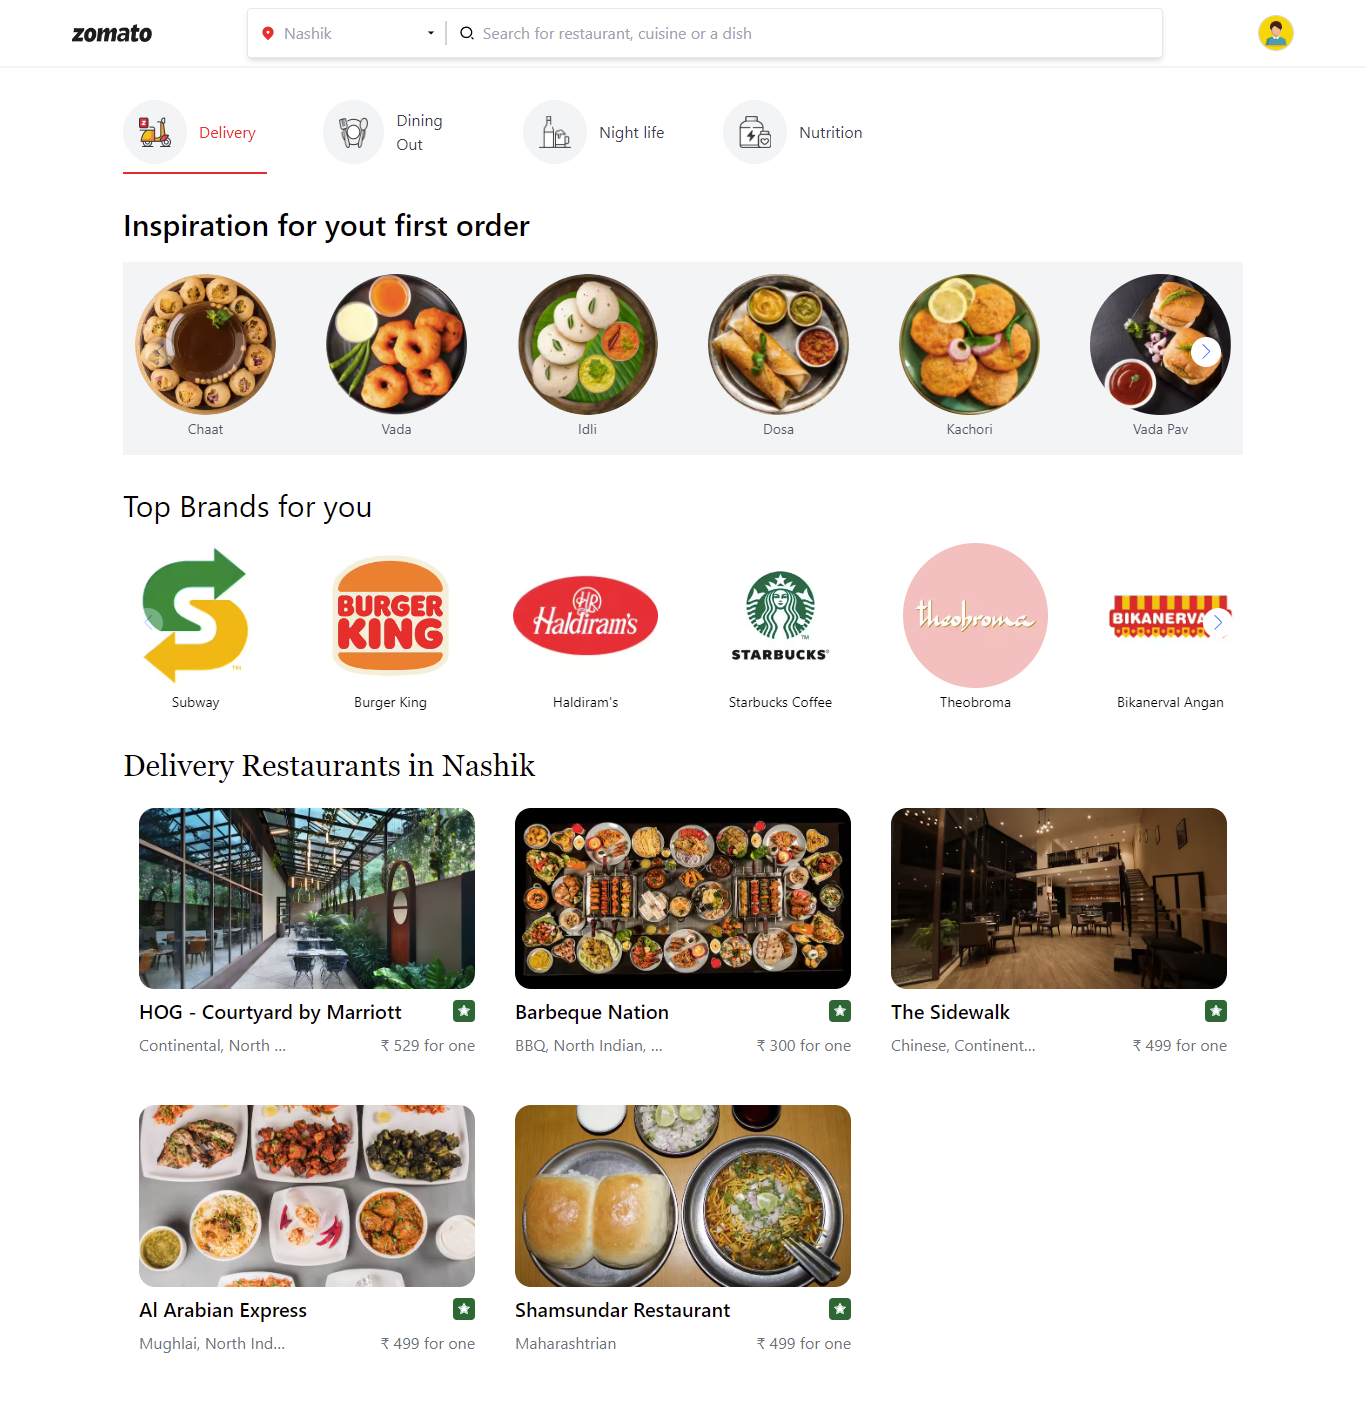 zomato
Nashik
Search for restaurant, cuisine or a dish
Delivery
Dining
Out
Night life
Nutrition
Inspiration for yout first order
Chaat
Vada
Idli
Dosa
Kachori
Vada Pav
Top Brands for you
TM
BURGER
KING
HR
Haldiram's
TM
STARBUCKS®
theobroma
BIKANERVA
Subway
Burger King
Haldiram's
Starbucks Coffee
Theobroma
Bikanerval Angan
Delivery Restaurants in Nashik
HOG - Courtyard by Marriott
Continental, North ...
₹ 529 for one
Barbeque Nation
BBQ, North Indian, ...
₹ 300 for one
The Sidewalk
Chinese, Continent...
₹ 499 for one
Al Arabian Express
Mughlai, North Ind...
₹ 499 for one
Shamsundar Restaurant
Maharashtrian
₹ 499 for one